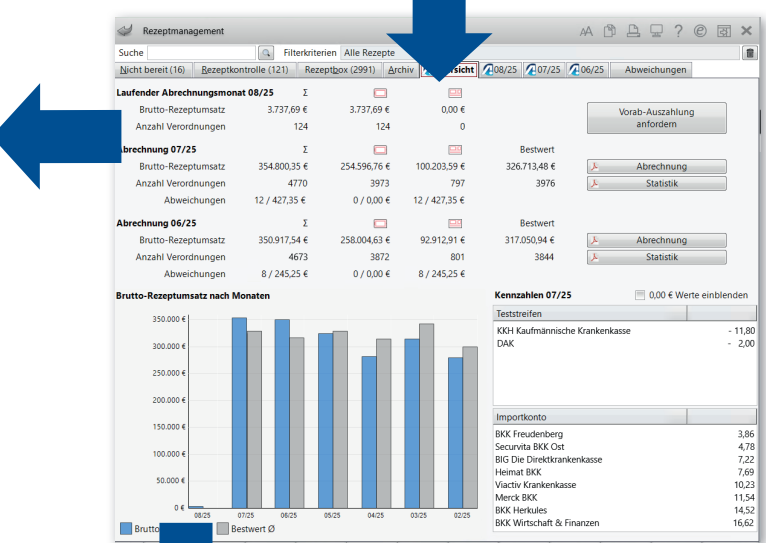 Rezeptmanagement
Suche Filterkriterien Alle Rezepte
Nicht bereit (16) Rezeptkontrolle (121) Rezeptbox (2991) Archiv 08/25 07/25 06/25 Abweichungen
Laufender Abrechnungsmonat 08/25 Σ
Brutto-Rezeptumsatz 3.737,69 € 3.737,69 € 0,00 €
Anzahl Verordnungen 124 124 0
Vorab-Auszahlung
anfordern
Abrechnung 07/25 Σ Bestwert
Brutto-Rezeptumsatz 354.800,35 € 254.596,76 € 100.203,59 € 326.713,48 € Abrechnung
Anzahl Verordnungen 4770 3973 797 3976 Statistik
Abweichungen 12 / 427,35 € 0 / 0,00 € 12 / 427,35 €
Abrechnung 06/25 Σ Bestwert
Brutto-Rezeptumsatz 350.917,54 € 258.004,63 € 92.912,91 € 317.050,94 € Abrechnung
Anzahl Verordnungen 4673 3872 801 3844 Statistik
Abweichungen 8 / 245,25 € 0 / 0,00 € 8 / 245,25 €
Brutto-Rezeptumsatz nach Monaten
350.000 €
300.000 €
250.000 €
200.000 €
150.000 €
100.000 €
50.000 €
0 €
08/25 07/25 06/25 05/25 04/25 03/25 02/25
Brutto Bestwert Ø
Kennzahlen 07/25 0,00 € Werte einblenden
Teststreifen
KKH Kaufmännische Krankenkasse - 11,80
DAK - 2,00
Importkonto
BKK Freudenberg 3,86
Securvita BKK Ost 4,78
BIG Die Direktkrankenkasse 7,22
Heimat BKK 7,69
Viactiv Krankenkasse 10,23
Merck BKK 11,54
BKK Herkules 14,52
BKK Wirtschaft & Finanzen 16,62